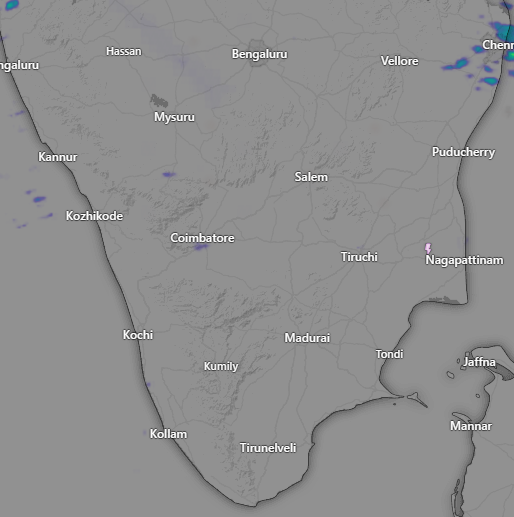 Chenn
Hassan
Bengaluru
Vellore
ngaluru
Mysuru
Kannur
Puducherry
Salem
Kozhikode
Coimbatore
Tiruchi
Nagapattinam
Kochi
Madurai
Tondi
Kumily
Jaffna
Mannar
Kollam
Tirunelveli